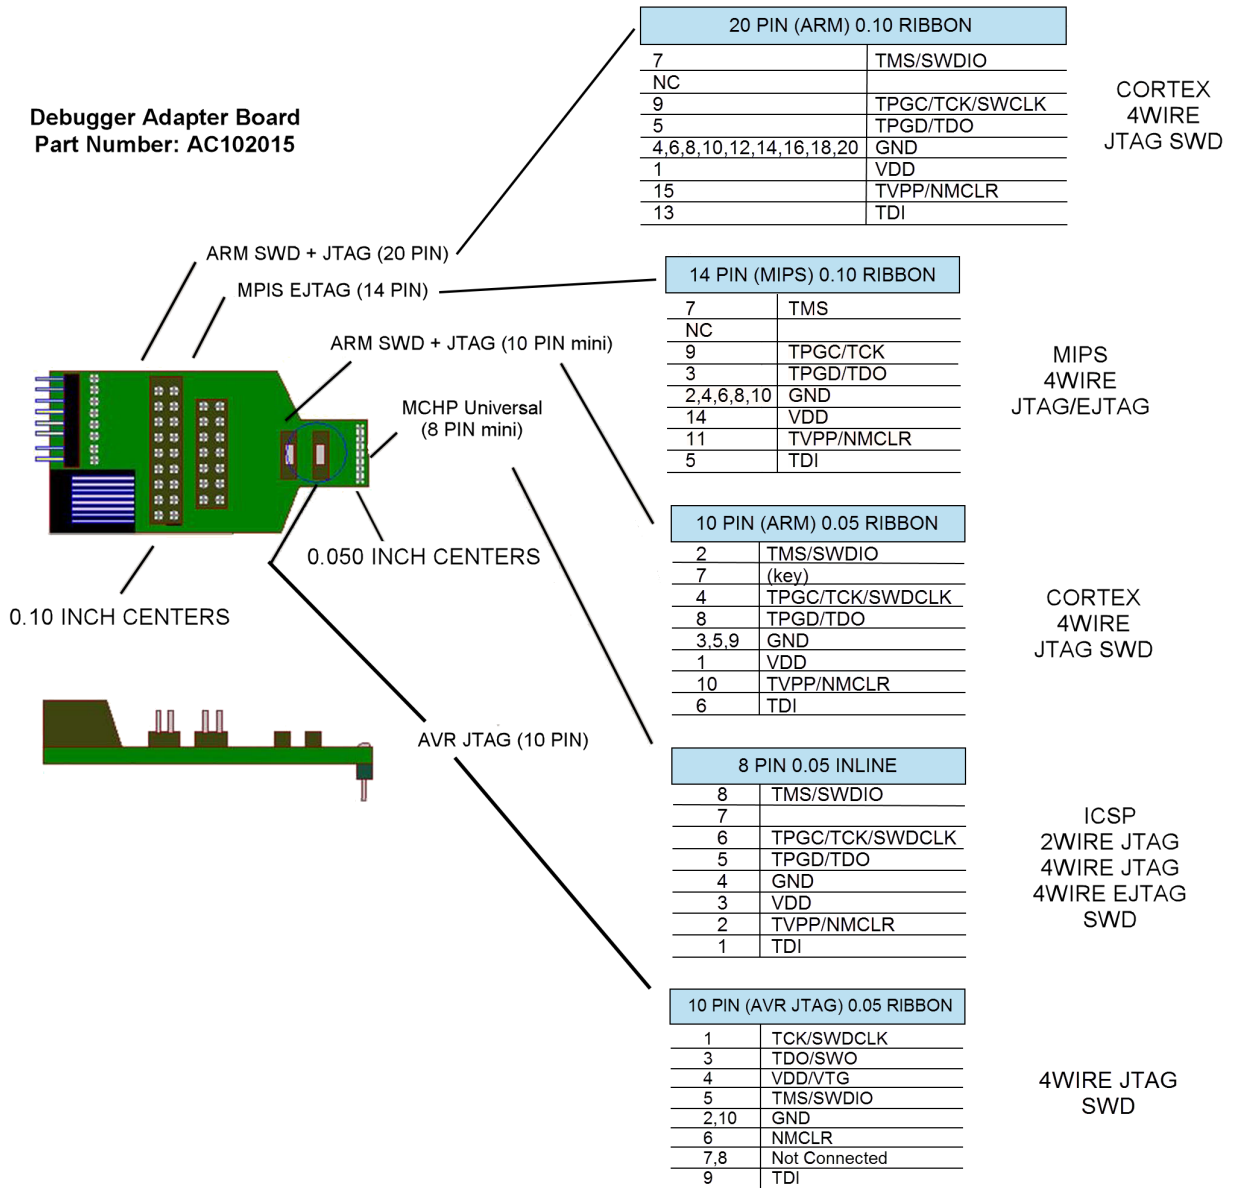 Debugger Adapter Board
Part Number: AC102015
ARM SWD + JTAG (20 PIN)
MPIS EJTAG (14 PIN)
ARM SWD + JTAG (10 PIN mini)
MCHP Universal
(8 PIN mini)
0.050 INCH CENTERS
0.10 INCH CENTERS
AVR JTAG (10 PIN)
20 PIN (ARM) 0.10 RIBBON
7 TMS/SWDIO
NC
9 TPGC/TCK/SWCLK
5 TPGD/TDO
4,6,8,10,12,14,16,18,20 GND
1 VDD
15 TVPP/NMCLR
13 TDI
CORTEX
4WIRE
JTAG SWD
14 PIN (MIPS) 0.10 RIBBON
7 TMS
NC
9 TPGC/TCK
3 TPGD/TDO
2,4,6,8,10 GND
14 VDD
11 TVPP/NMCLR
5 TDI
MIPS
4WIRE
JTAG/EJTAG
10 PIN (ARM) 0.05 RIBBON
2 TMS/SWDIO
7 (key)
4 TPGC/TCK/SWDCLK
8 TPGD/TDO
3,5,9 GND
1 VDD
10 TVPP/NMCLR
6 TDI
CORTEX
4WIRE
JTAG SWD
8 PIN 0.05 INLINE
8 TMS/SWDIO
7
6 TPGC/TCK/SWDCLK
5 TPGD/TDO
4 GND
3 VDD
2 TVPP/NMCLR
1 TDI
ICSP
2WIRE JTAG
4WIRE JTAG
4WIRE EJTAG
SWD
10 PIN (AVR JTAG) 0.05 RIBBON
1 TCK/SWDCLK
3 TDO/SWO
4 VDD/VTG
5 TMS/SWDIO
2,10 GND
6 NMCLR
7,8 Not Connected
9 TDI
4WIRE JTAG
SWD